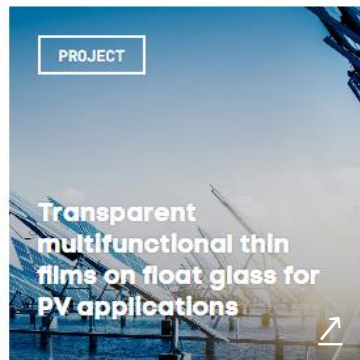 PROJECT
Transparent
multifunctional thin
films on float glass for
PV applications